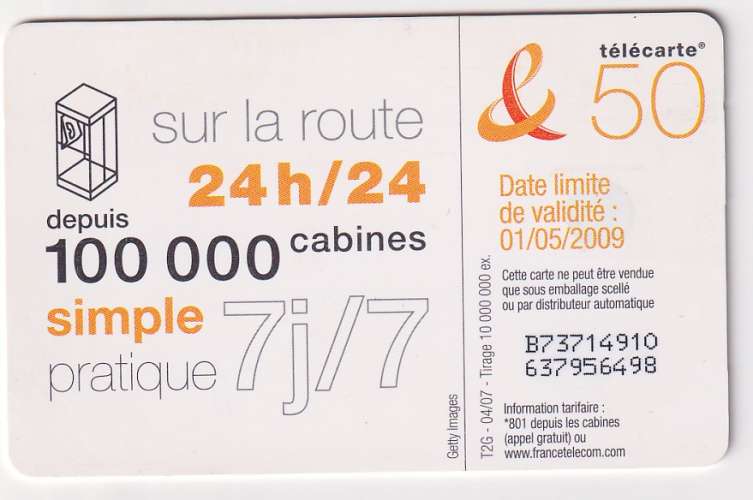 sur la route
24h/24
depuis
100 000 cabines
simple
pratique 7j/7
Getty Images
T2G - 04/07 - Tirage 10 000 000 ex.
télécarte®
50
Date limite
de validité :
01/05/2009
Cette carte ne peut être vendue
que sous emballage scellé
ou par distributeur automatique
B73714910
637956498
Information tarifaire :
*801 depuis les cabines
(appel gratuit) ou
www.francetelecom.com